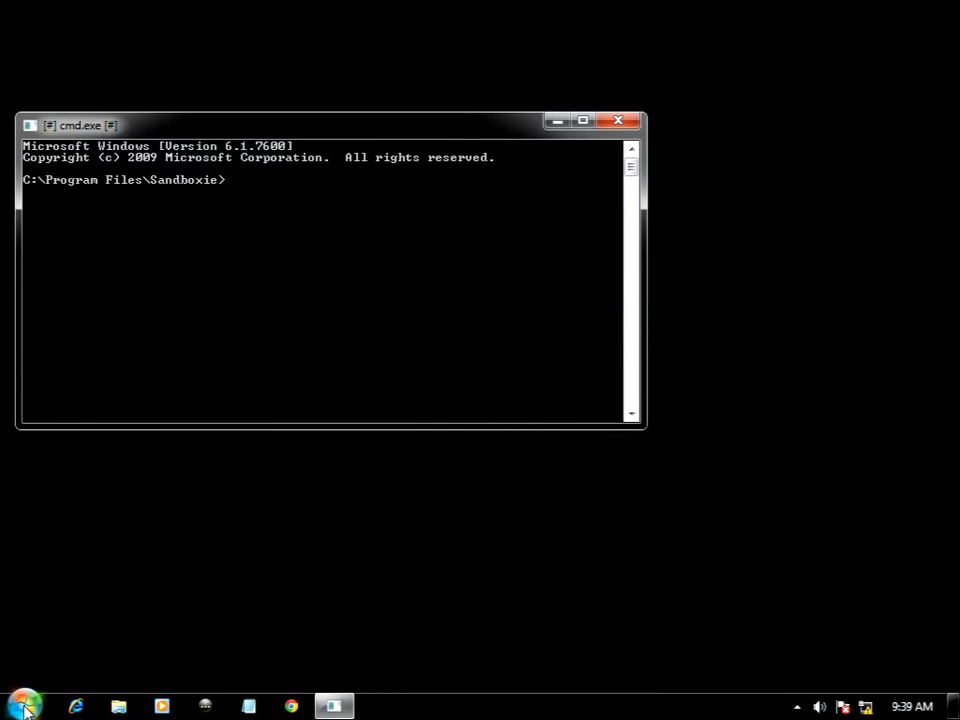 [#] cmd.exe [#]
Microsoft Windows [Version 6.1.7600]
Copyright (c) 2009 Microsoft Corporation.  All rights reserved.
C:\Program Files\Sandboxie>
9:39 AM